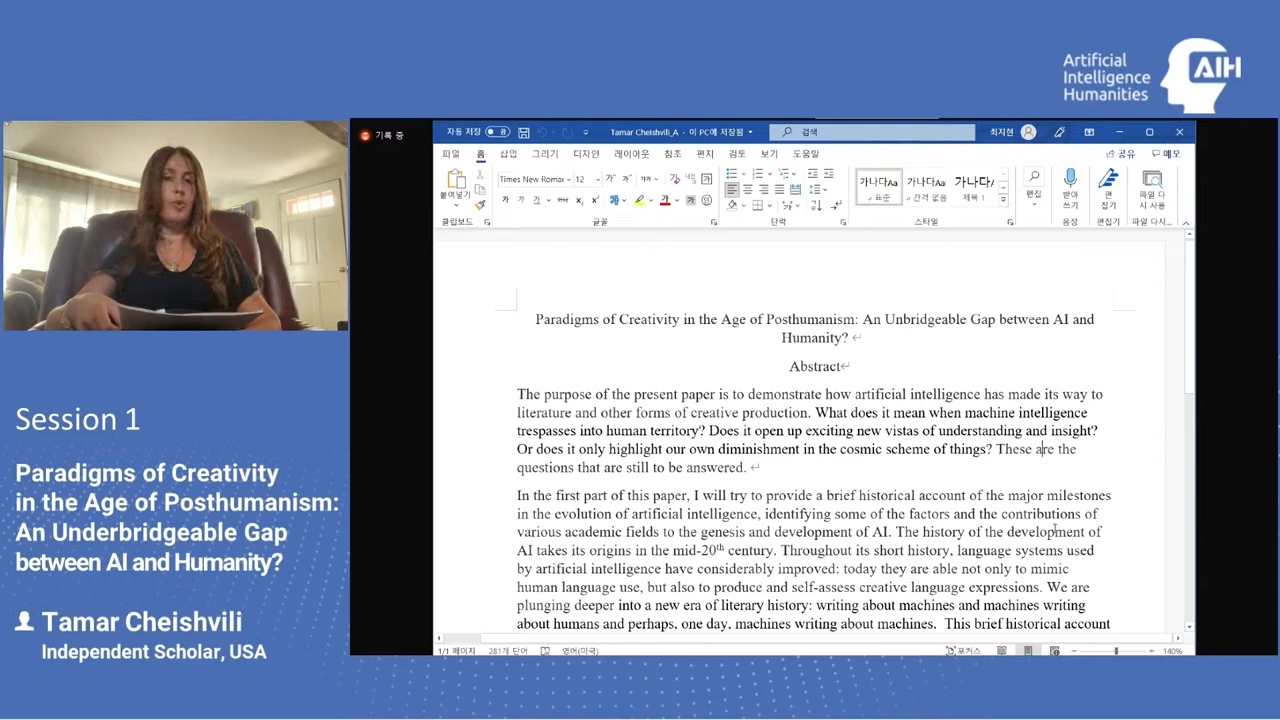 Artificial
Intelligence
Humanities
AIH
기록 중
자동 저장
Tamar Cheishvili_A - 이 PC에 저장됨
검색
최지현
파일 홈 삽입 그리기 디자인 레이아웃 참조 편지 검토 보기 도움말
공유 메모
붙여넣기
Times New Roman 12
가나다Aa 가나다Aa 가나다
표준 간격 없음 제목 1
편집
받아쓰기
편집기
파일 다시 사용
클립보드 글꼴 단락 스타일 음성 편집기 파일 다시...
Paradigms of Creativity in the Age of Posthumanism: An Unbridgeable Gap between AI and
Humanity?
Abstract
The purpose of the present paper is to demonstrate how artificial intelligence has made its way to
literature and other forms of creative production. What does it mean when machine intelligence
trespasses into human territory? Does it open up exciting new vistas of understanding and insight?
Or does it only highlight our own diminishment in the cosmic scheme of things? These are the
questions that are still to be answered.
In the first part of this paper, I will try to provide a brief historical account of the major milestones
in the evolution of artificial intelligence, identifying some of the factors and the contributions of
various academic fields to the genesis and development of AI. The history of the development of
AI takes its origins in the mid-20th century. Throughout its short history, language systems used
by artificial intelligence have considerably improved: today they are able not only to mimic
human language use, but also to produce and self-assess creative language expressions. We are
plunging deeper into a new era of literary history: writing about machines and machines writing
about humans and perhaps, one day, machines writing about machines. This brief historical account
1/1 페이지 281개 단어 영어(미국) 포커스 140%
Session 1
Paradigms of Creativity
in the Age of Posthumanism:
An Underbridgeable Gap
between AI and Humanity?
Tamar Cheishvili
Independent Scholar, USA